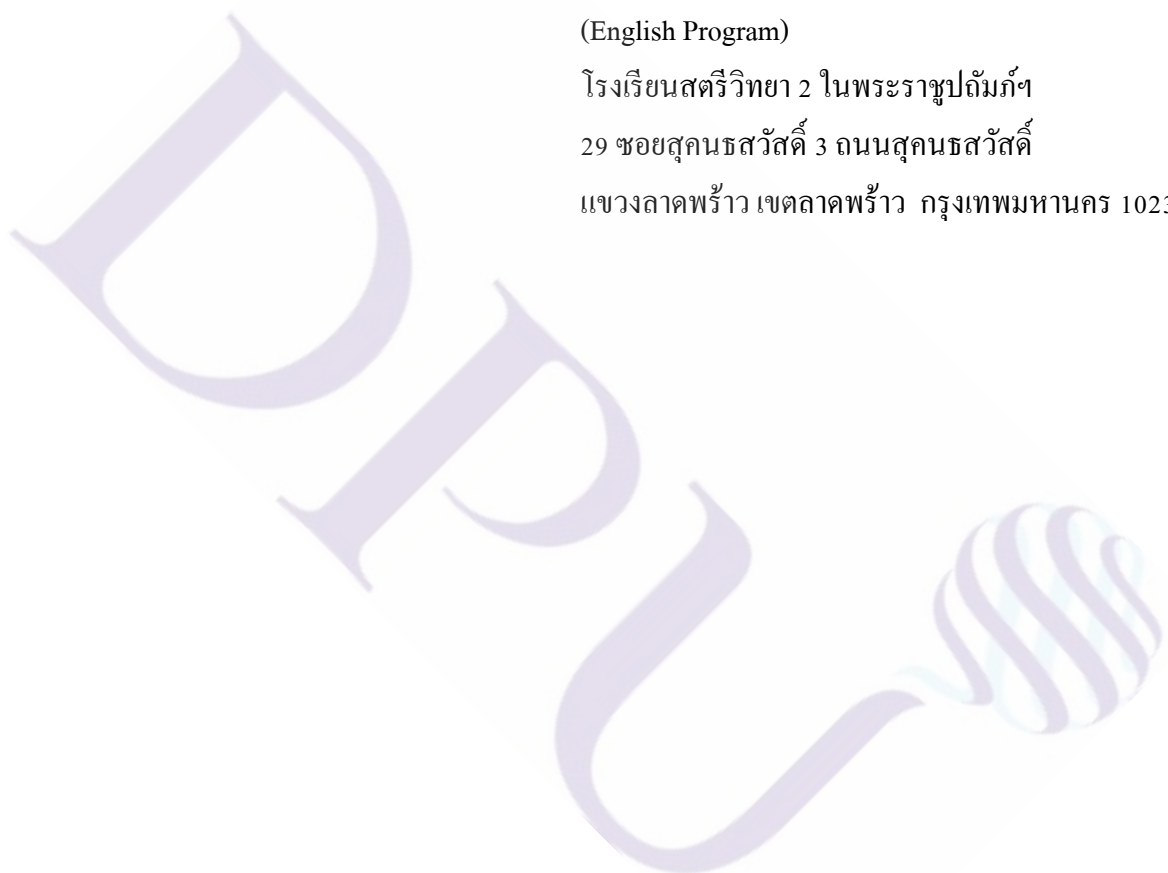 (English Program)
โรงเรียนสตรีวิทยา 2 ในพระราชูปถัมภ์ฯ
29 ซอยสุคนธสวัสดิ์ 3 ถนนสุคนธสวัสดิ์
แขวงลาดพร้าว เขตลาดพร้าว กรุงเทพมหานคร 1023
DPU